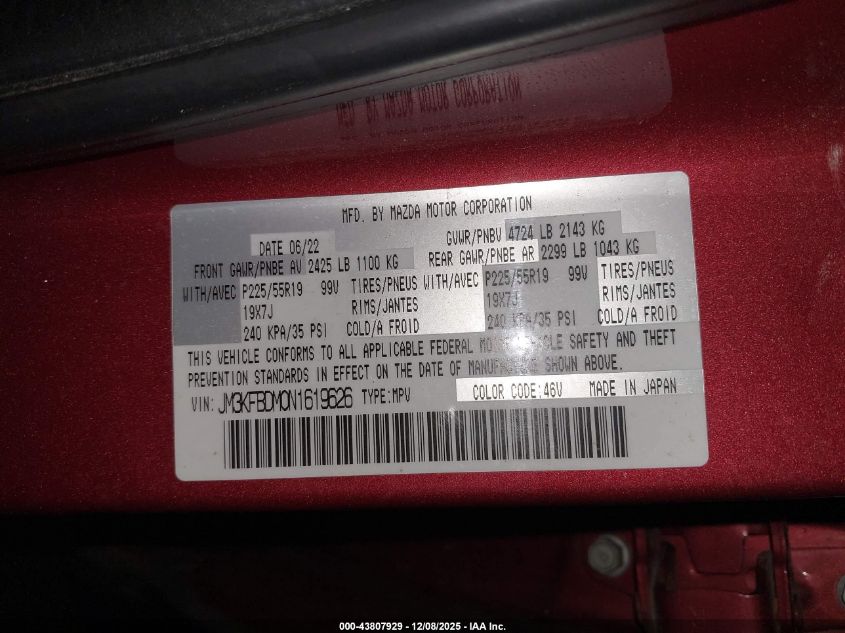 MFD. BY MAZDA MOTOR CORPORATION
DATE 06/22 GVWR/PNBV 4724 LB 2143 KG
FRONT GAWR/PNBE AV 2425 LB 1100 KG REAR GAWR/PNBE AR 2299 LB 1043 KG
WITH/AVEC P225/55R19 99V TIRES/PNEUS WITH/AVEC P225/55R19 99V TIRES/PNEUS
19X7J RIMS/JANTES 19X7J RIMS/JANTES
240 KPA/35 PSI COLD/A FROID 240 KPA/35 PSI COLD/A FROID
THIS VEHICLE CONFORMS TO ALL APPLICABLE FEDERAL MOTOR VEHICLE SAFETY AND THEFT
PREVENTION STANDARDS IN EFFECT ON THE DATE OF MANUFACTURE SHOWN ABOVE.
VIN: JM3KFBDM0N1619626 TYPE:MPV COLOR CODE:46V MADE IN JAPAN
000-43807929 - 12/08/2025 - IAA Inc.